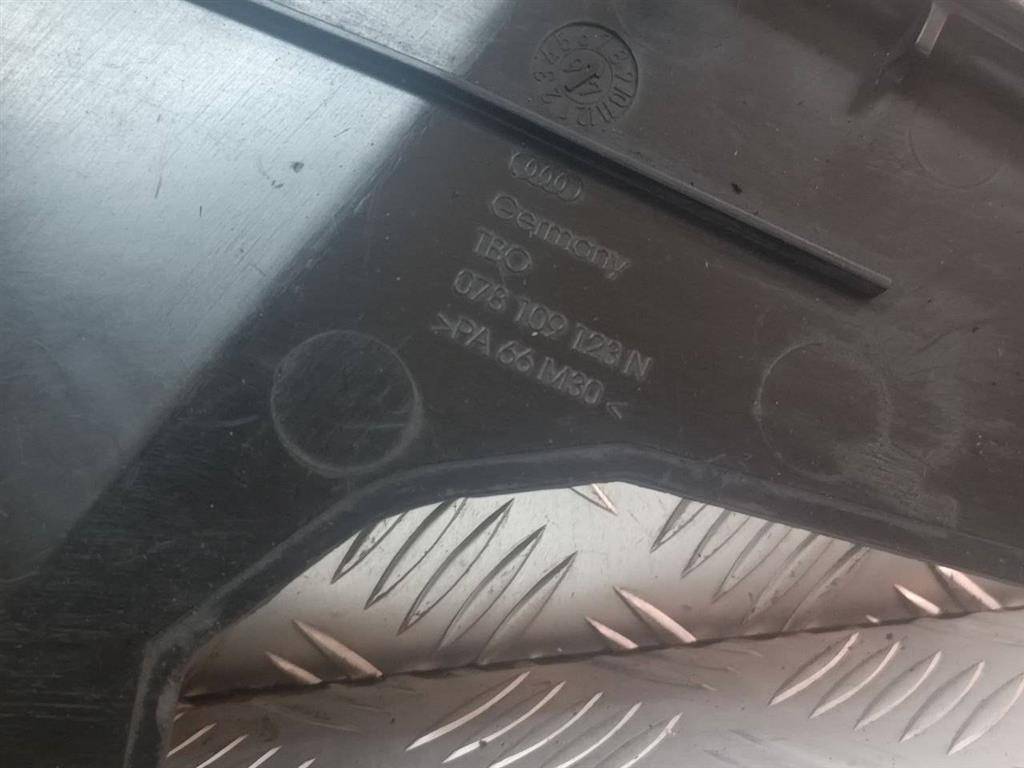 Germany
TEO
078 109 123 N
>PA 66 M30<